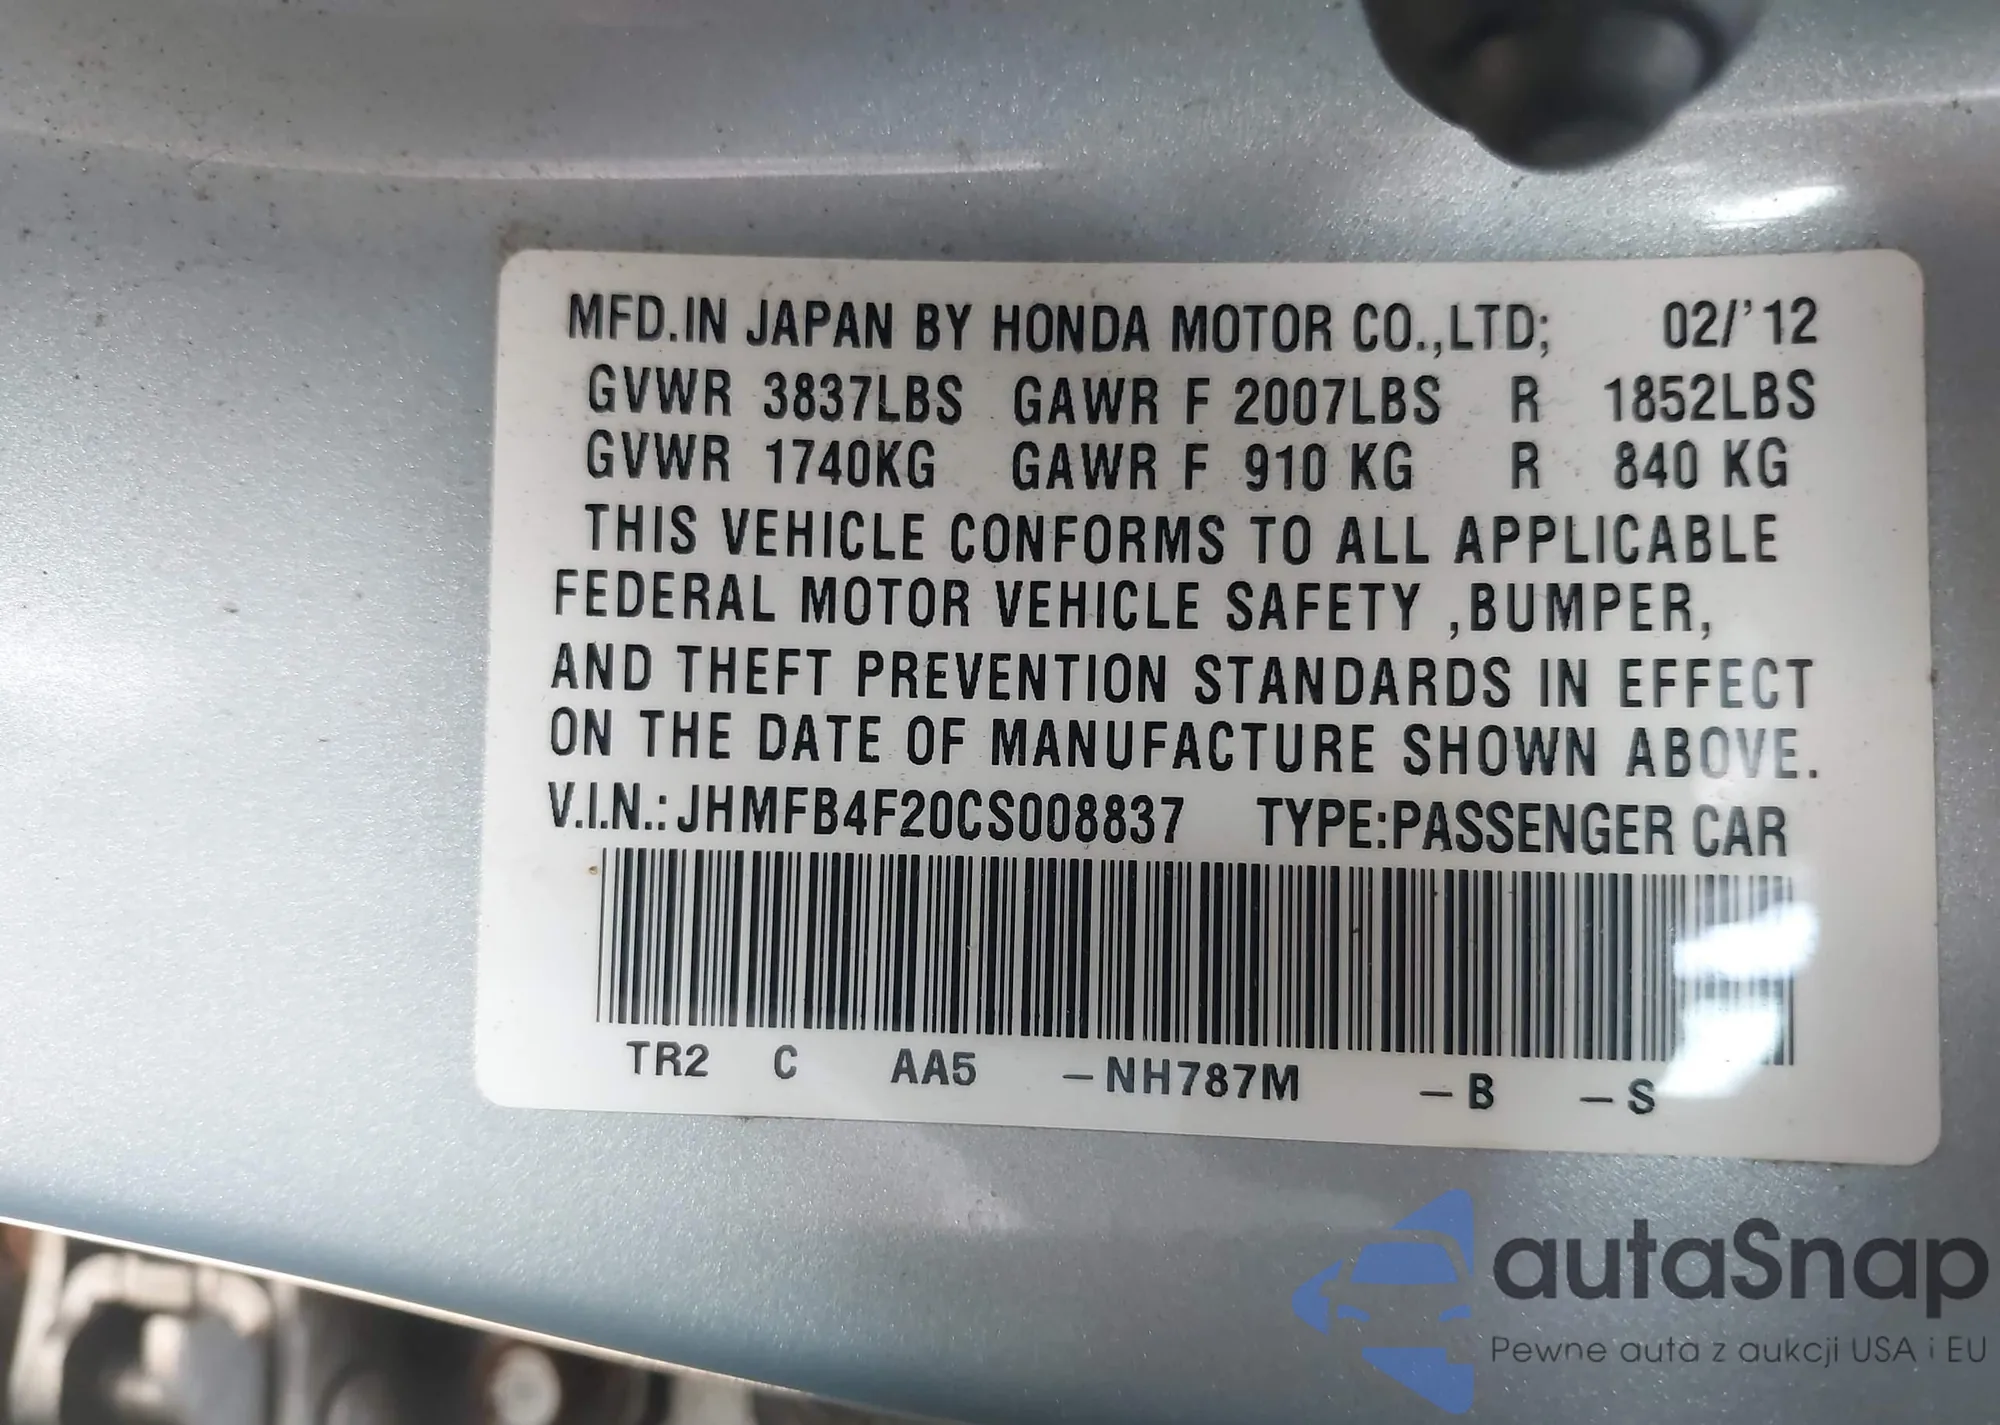 MFD.IN JAPAN BY HONDA MOTOR CO.,LTD; 02/'12
GVWR 3837LBS GAWR F 2007LBS R 1852LBS
GVWR 1740KG GAWR F 910 KG R 840 KG
THIS VEHICLE CONFORMS TO ALL APPLICABLE
FEDERAL MOTOR VEHICLE SAFETY ,BUMPER,
AND THEFT PREVENTION STANDARDS IN EFFECT
ON THE DATE OF MANUFACTURE SHOWN ABOVE.
V.I.N.: JHMFB4F20CS008837 TYPE:PASSENGER CAR
TR2 C AA5 –NH787M –B –S
autaSnap
Pewne auta z aukcji USA i EU